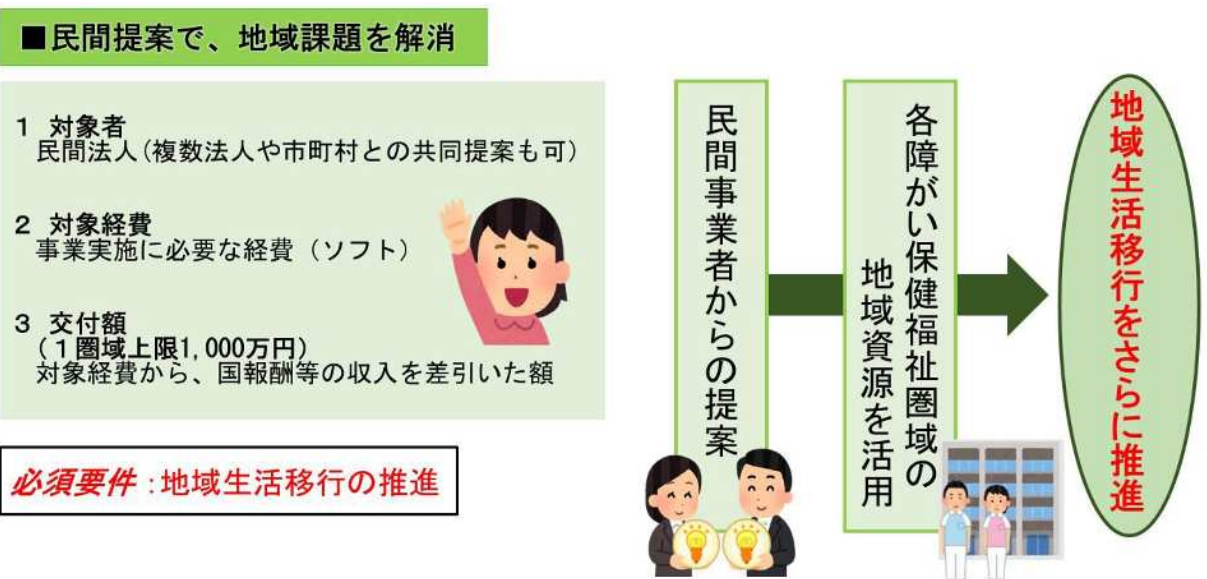 ■民間提案で、地域課題を解消
1 対象者
民間法人(複数法人や市町村との共同提案も可)
2 対象経費
事業実施に必要な経費(ソフト)
3 交付額
(1圏域上限1,000万円)
対象経費から、国報酬等の収入を差引いた額
必須要件:地域生活移行の推進
民間事業者からの提案
各障がい保健福祉圏域の
地域資源を活用
地域生活移行をさらに推進